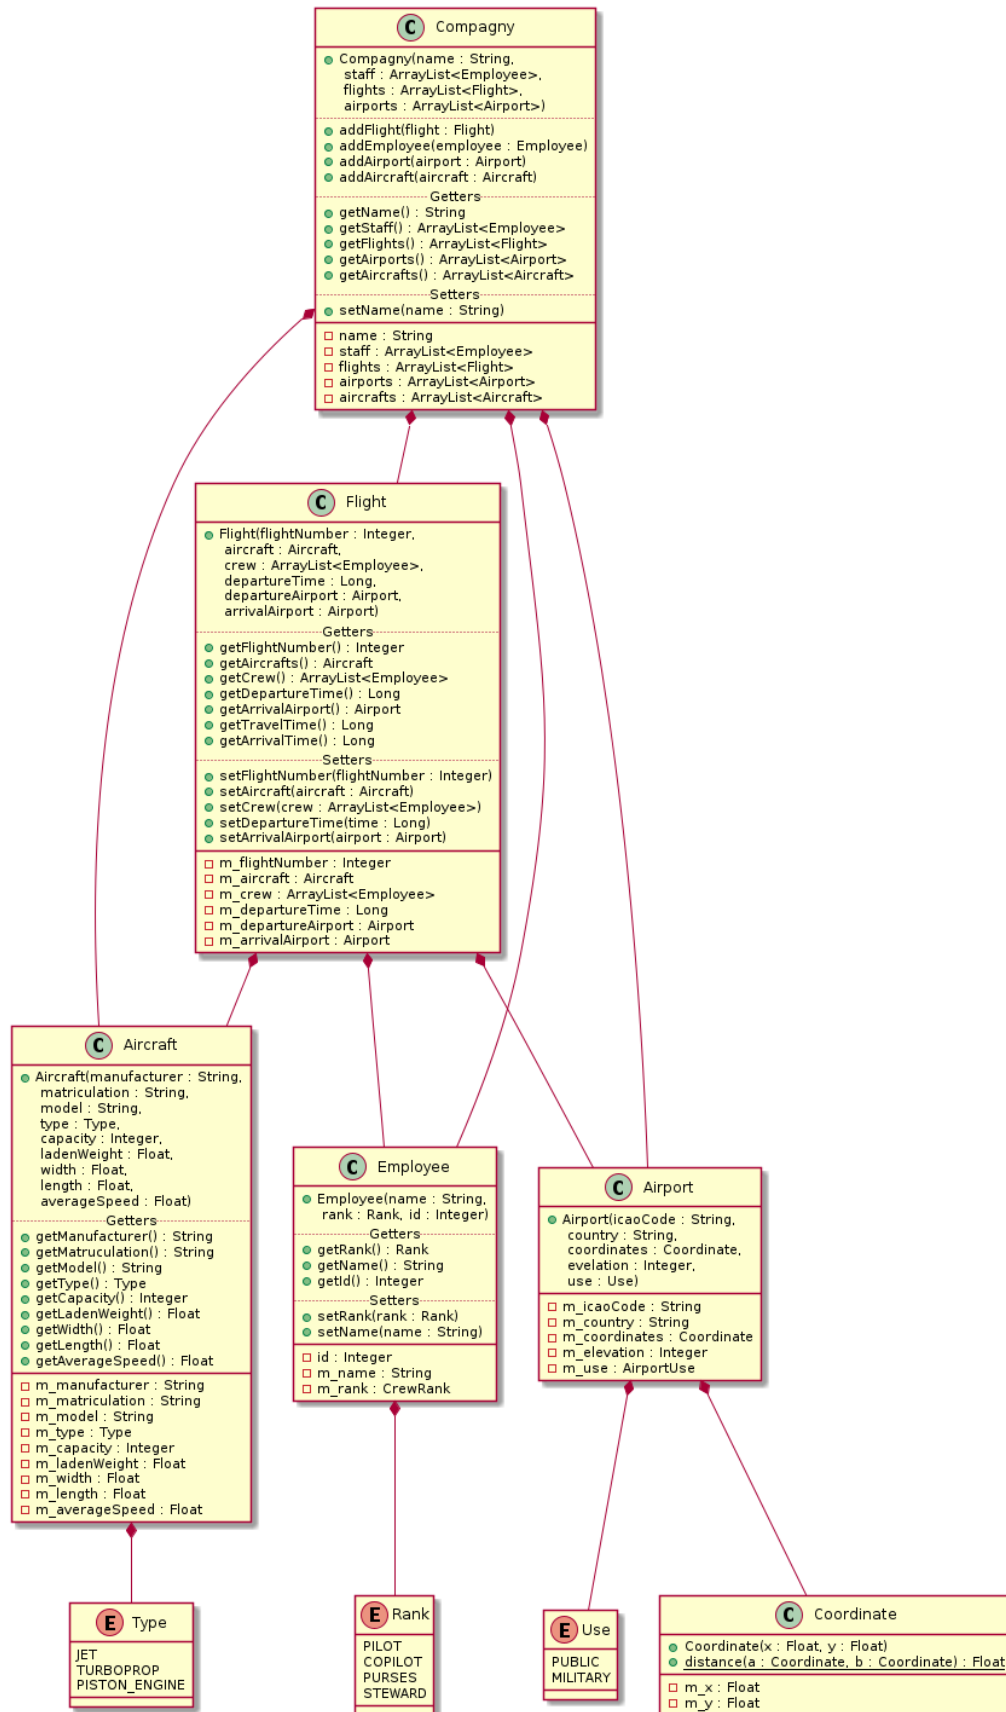 C Compagny
Compagny(name : String,
staff : ArrayList<Employee>,
flights : ArrayList<Flight>,
airports : ArrayList<Airport>)
addFlight(flight : Flight)
addEmployee(employee : Employee)
addAirport(airport : Airport)
addAircraft(aircraft : Aircraft)
Getters
getName() : String
getStaff() : ArrayList<Employee>
getFlights() : ArrayList<Flight>
getAirports() : ArrayList<Airport>
getAircrafts() : ArrayList<Aircraft>
Setters
setName(name : String)
name : String
staff : ArrayList<Employee>
flights : ArrayList<Flight>
airports : ArrayList<Airport>
aircrafts : ArrayList<Aircraft>
C Flight
Flight(flightNumber : Integer,
aircraft : Aircraft,
crew : ArrayList<Employee>,
departureTime : Long,
departureAirport : Airport,
arrivalAirport : Airport)
Getters
getFlightNumber() : Integer
getAircrafts() : Aircraft
getCrew() : ArrayList<Employee>
getDepartureTime() : Long
getArrivalAirport() : Airport
getTravelTime() : Long
getArrivalTime() : Long
Setters
setFlightNumber(flightNumber : Integer)
setAircraft(aircraft : Aircraft)
setCrew(crew : ArrayList<Employee>)
setDepartureTime(time : Long)
setArrivalAirport(airport : Airport)
m_flightNumber : Integer
m_aircraft : Aircraft
m_crew : ArrayList<Employee>
m_departureTime : Long
m_departureAirport : Airport
m_arrivalAirport : Airport
C Aircraft
Aircraft(manufacturer : String,
matriculation : String,
model : String,
type : Type,
capacity : Integer,
ladenWeight : Float,
width : Float,
length : Float,
averageSpeed : Float)
Getters
getManufacturer() : String
getMatruculation() : String
getModel() : String
getType() : Type
getCapacity() : Integer
getLadenWeight() : Float
getWidth() : Float
getLength() : Float
getAverageSpeed() : Float
m_manufacturer : String
m_matriculation : String
m_model : String
m_type : Type
m_capacity : Integer
m_ladenWeight : Float
m_width : Float
m_length : Float
m_averageSpeed : Float
C Employee
Employee(name : String,
rank : Rank, id : Integer)
Getters
getRank() : Rank
getName() : String
getId() : Integer
Setters
setRank(rank : Rank)
setName(name : String)
id : Integer
m_name : String
m_rank : CrewRank
C Airport
Airport(icaoCode : String,
country : String,
coordinates : Coordinate,
evelation : Integer,
use : Use)
m_icaoCode : String
m_country : String
m_coordinates : Coordinate
m_elevation : Integer
m_use : AirportUse
E Type
JET
TURBOPROP
PISTON_ENGINE
E Rank
PILOT
COPILOT
PURSES
STEWARD
E Use
PUBLIC
MILITARY
C Coordinate
Coordinate(x : Float, y : Float)
distance(a : Coordinate, b : Coordinate) : Float
m_x : Float
m_y : Float